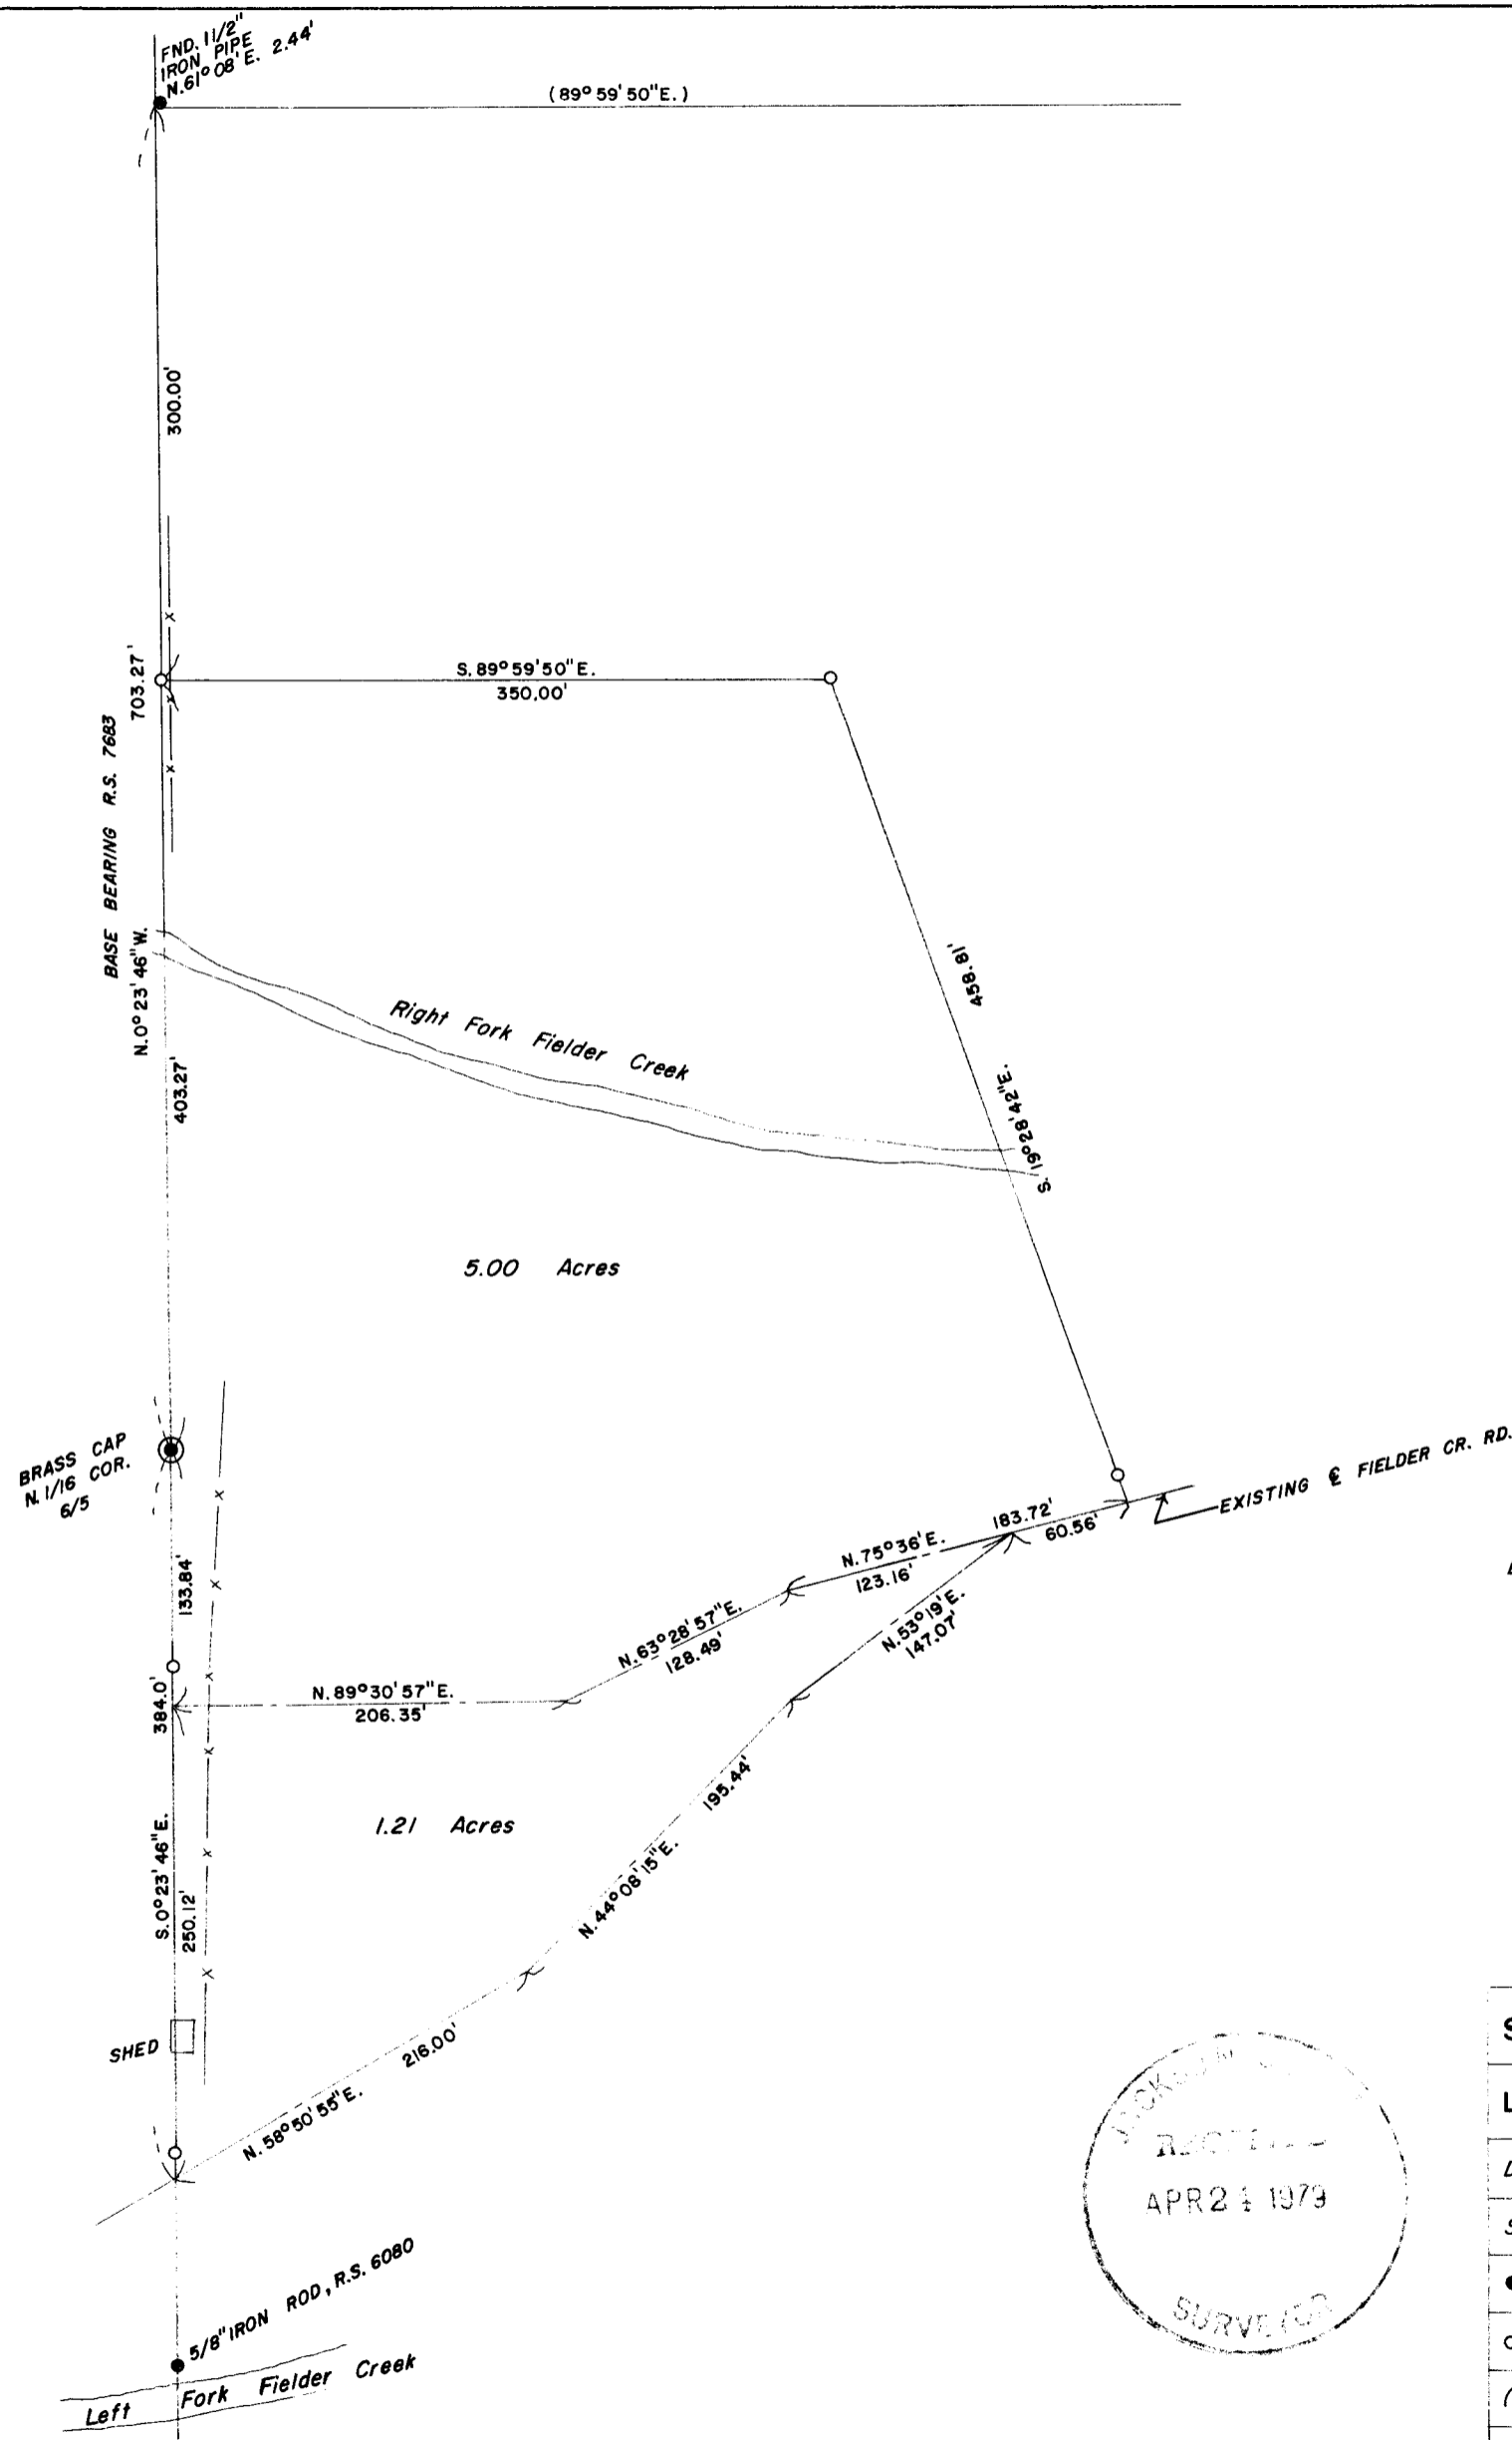 FND. 1 1/2"
IRON PIPE
N.61°08'E. 2.44'
(89°59'50"E.)
300.00'
703.27'
S.89°59'50"E.
350.00'
BASE BEARING R.S. 7683
N.0°23'46"W.
403.27'
458.81'
S. 19°28'42"E.
Right Fork Fielder Creek
5.00 Acres
BRASS CAP
N. 1/16 COR.
6/5
EXISTING ℄ FIELDER CR. RD.
183.72'
60.56'
N.75°36'E.
123.16'
N.53°19'E.
147.07'
N.63°28'57"E.
128.49'
133.84'
384.0'
N.89°30'57"E.
206.35'
195.44'
N.44°08'15"E.
1.21 Acres
S.0°23'46"E.
250.12'
SHED
216.00'
N.58°50'55"E.
5/8" IRON ROD, R.S. 6080
Left Fork Fielder Creek
APR 2 1979
SURVEYOR